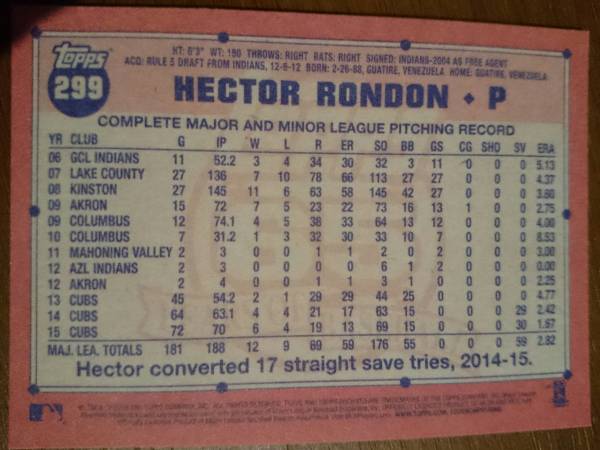 Topps
299
HT: 6'3" WT: 190 THROWS: RIGHT BATS: RIGHT SIGNED: INDIANS-2004 AS FREE AGENT
ACQ: RULE 5 DRAFT FROM INDIANS, 12-6-12 BORN: 2-26-88, GUATIRE, VENEZUELA HOME: GUATIRE, VENEZUELA
HECTOR RONDON • P
COMPLETE MAJOR AND MINOR LEAGUE PITCHING RECORD
YR CLUB G IP W L R ER SO BB GS CG SHO SV ERA
06 GCL INDIANS 11 52.2 3 4 34 30 32 3 11 0 0 0 5.13
07 LAKE COUNTY 27 136 7 10 78 66 113 27 27 0 0 0 4.37
08 KINSTON 27 145 11 6 63 58 145 42 27 0 0 0 3.60
09 AKRON 15 72 7 5 23 22 73 16 13 1 0 0 2.75
09 COLUMBUS 12 74.1 4 5 38 33 64 13 12 0 0 0 4.00
10 COLUMBUS 7 31.2 1 3 32 30 33 10 7 0 0 0 8.53
11 MAHONING VALLEY 2 3 0 0 1 1 2 0 2 0 0 0 3.00
12 AZL INDIANS 2 3 0 0 0 0 6 1 2 0 0 0 0.00
12 AKRON 2 4 0 0 1 1 3 1 0 0 0 0 2.25
13 CUBS 45 54.2 2 1 29 29 44 25 0 0 0 0 4.77
14 CUBS 64 63.1 4 4 21 17 63 15 0 0 0 29 2.42
15 CUBS 72 70 6 4 19 13 69 15 0 0 0 30 1.67
MAJ. LEA. TOTALS 181 188 12 9 69 59 176 55 0 0 0 59 2.82
Hector converted 17 straight save tries, 2014-15.